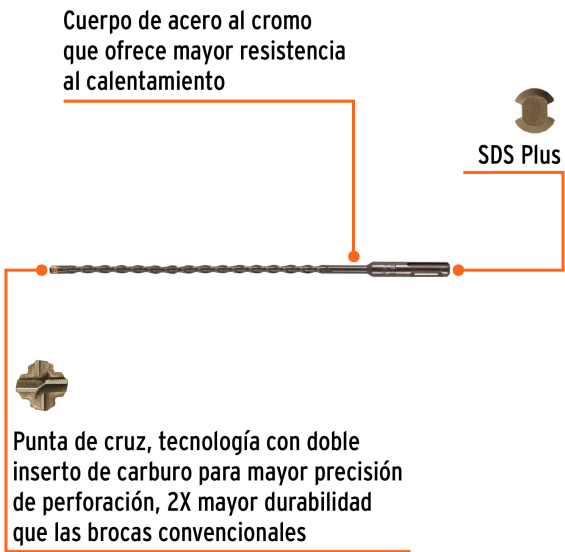 Cuerpo de acero al cromo
que ofrece mayor resistencia
al calentamiento
SDS Plus
Punta de cruz, tecnología con doble
inserto de carburo para mayor precisión
de perforación, 2X mayor durabilidad
que las brocas convencionales